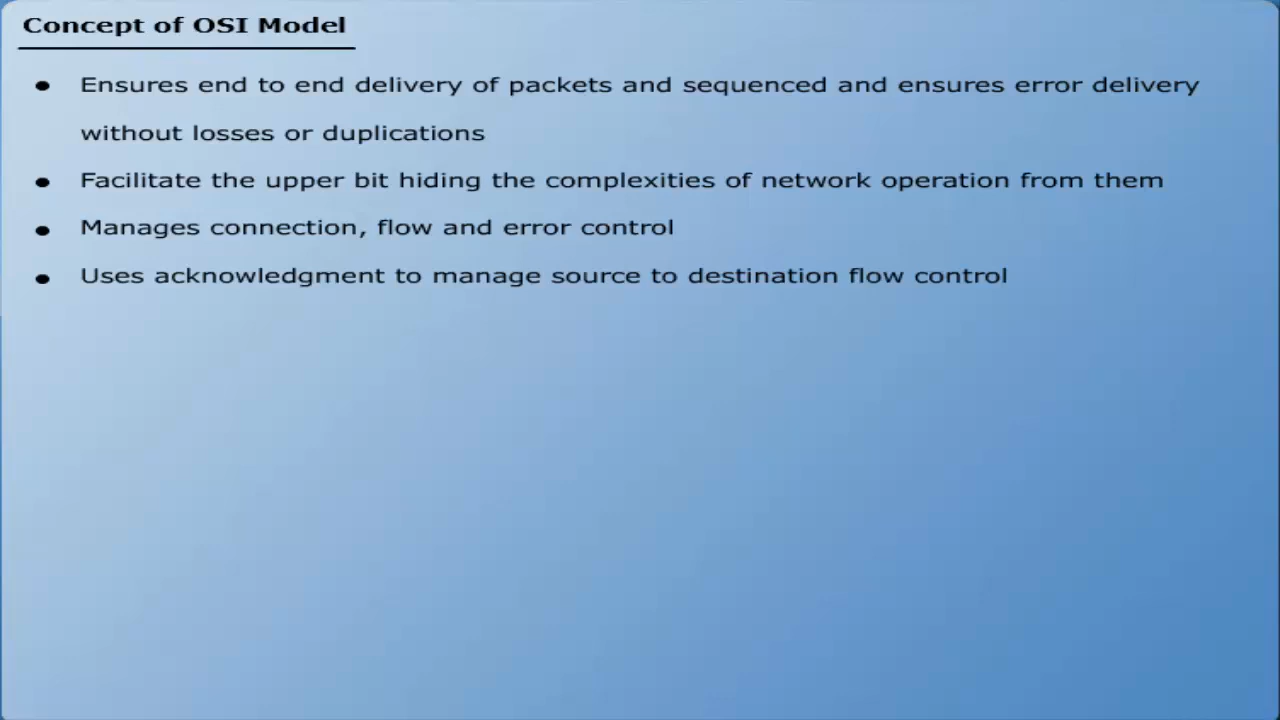 Concept of OSI Model
● Ensures end to end delivery of packets and sequenced and ensures error delivery
without losses or duplications
● Facilitate the upper bit hiding the complexities of network operation from them
● Manages connection, flow and error control
● Uses acknowledgment to manage source to destination flow control